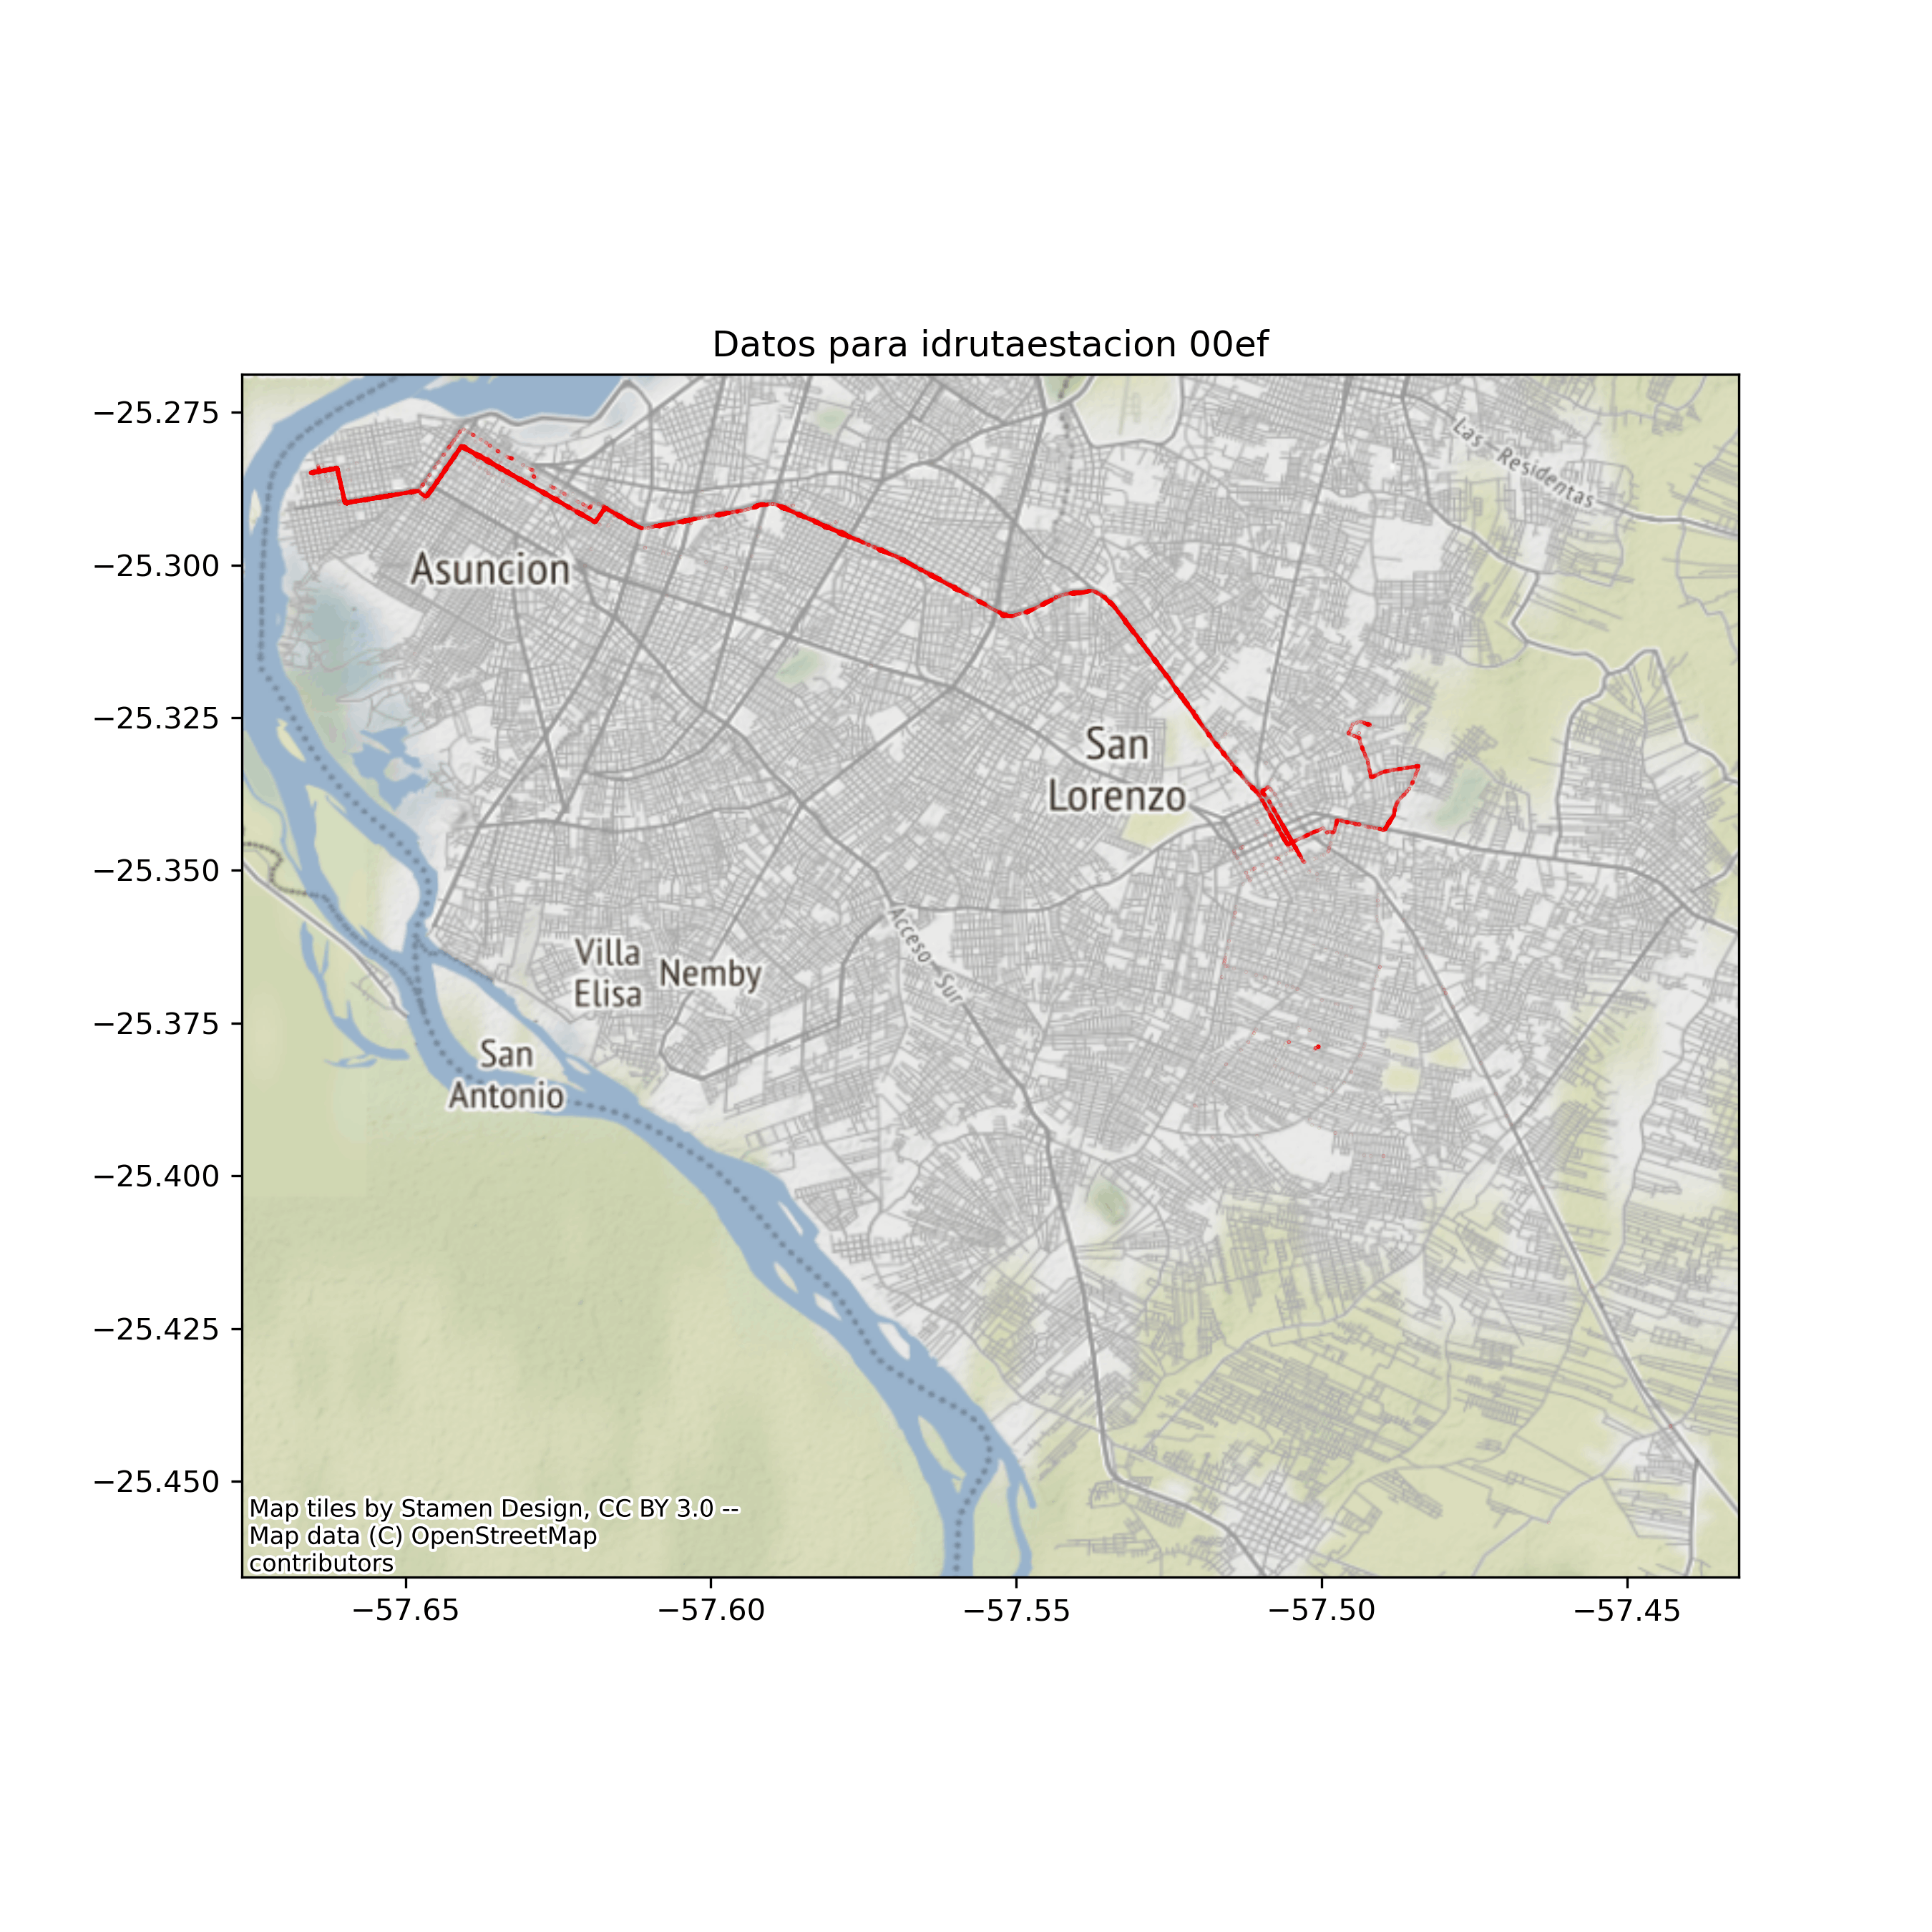 Datos para idrutaestacion 00ef
−25.275
−25.300
−25.325
−25.350
−25.375
−25.400
−25.425
−25.450
Las Residentas
Asuncion
San
Lorenzo
Acceso Sur
Villa
Elisa
Nemby
San
Antonio
Map tiles by Stamen Design, CC BY 3.0 --
Map data (C) OpenStreetMap
contributors
−57.65
−57.60
−57.55
−57.50
−57.45